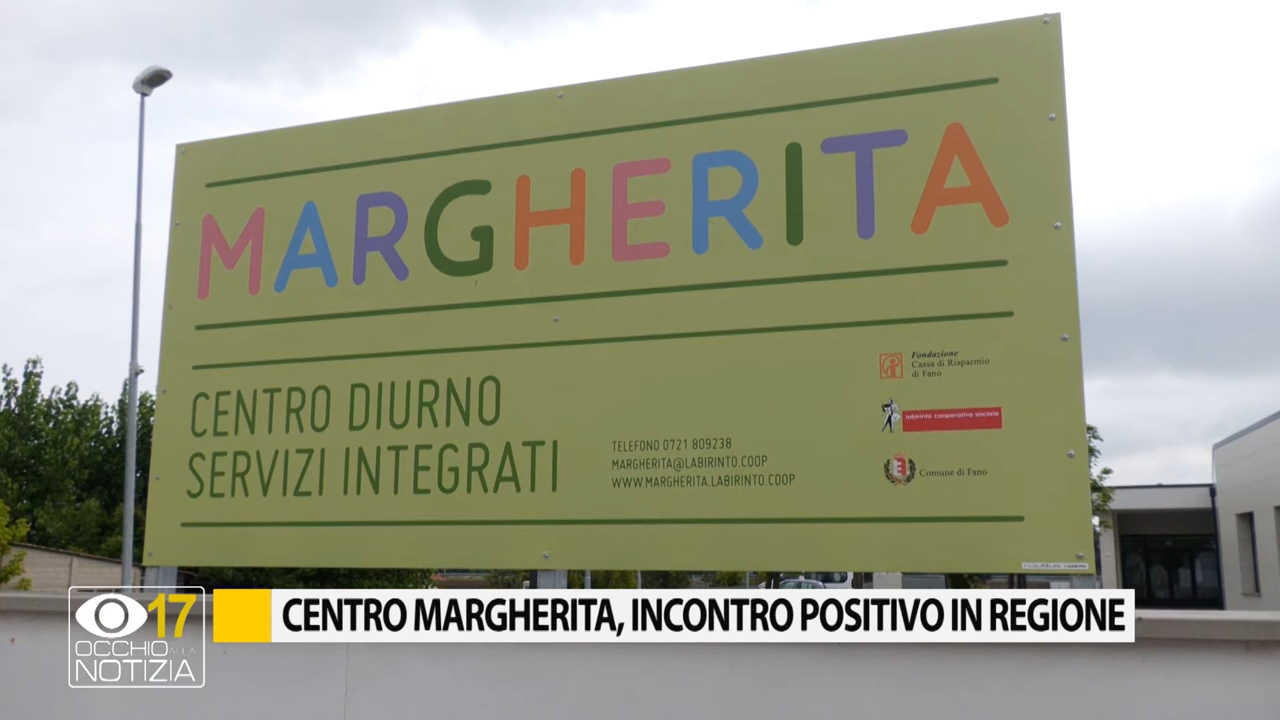 MARGHERITA
CENTRO DIURNO
SERVIZI INTEGRATI
TELEFONO 0721 809238
MARGHERITA@LABIRINTO.COOP
WWW.MARGHERITA.LABIRINTO.COOP
Fondazione
Cassa di Risparmio
di Fano
labirinto cooperativa sociale
Comune di Fano
17
OCCHIO ALLA
NOTIZIA
CENTRO MARGHERITA, INCONTRO POSITIVO IN REGIONE